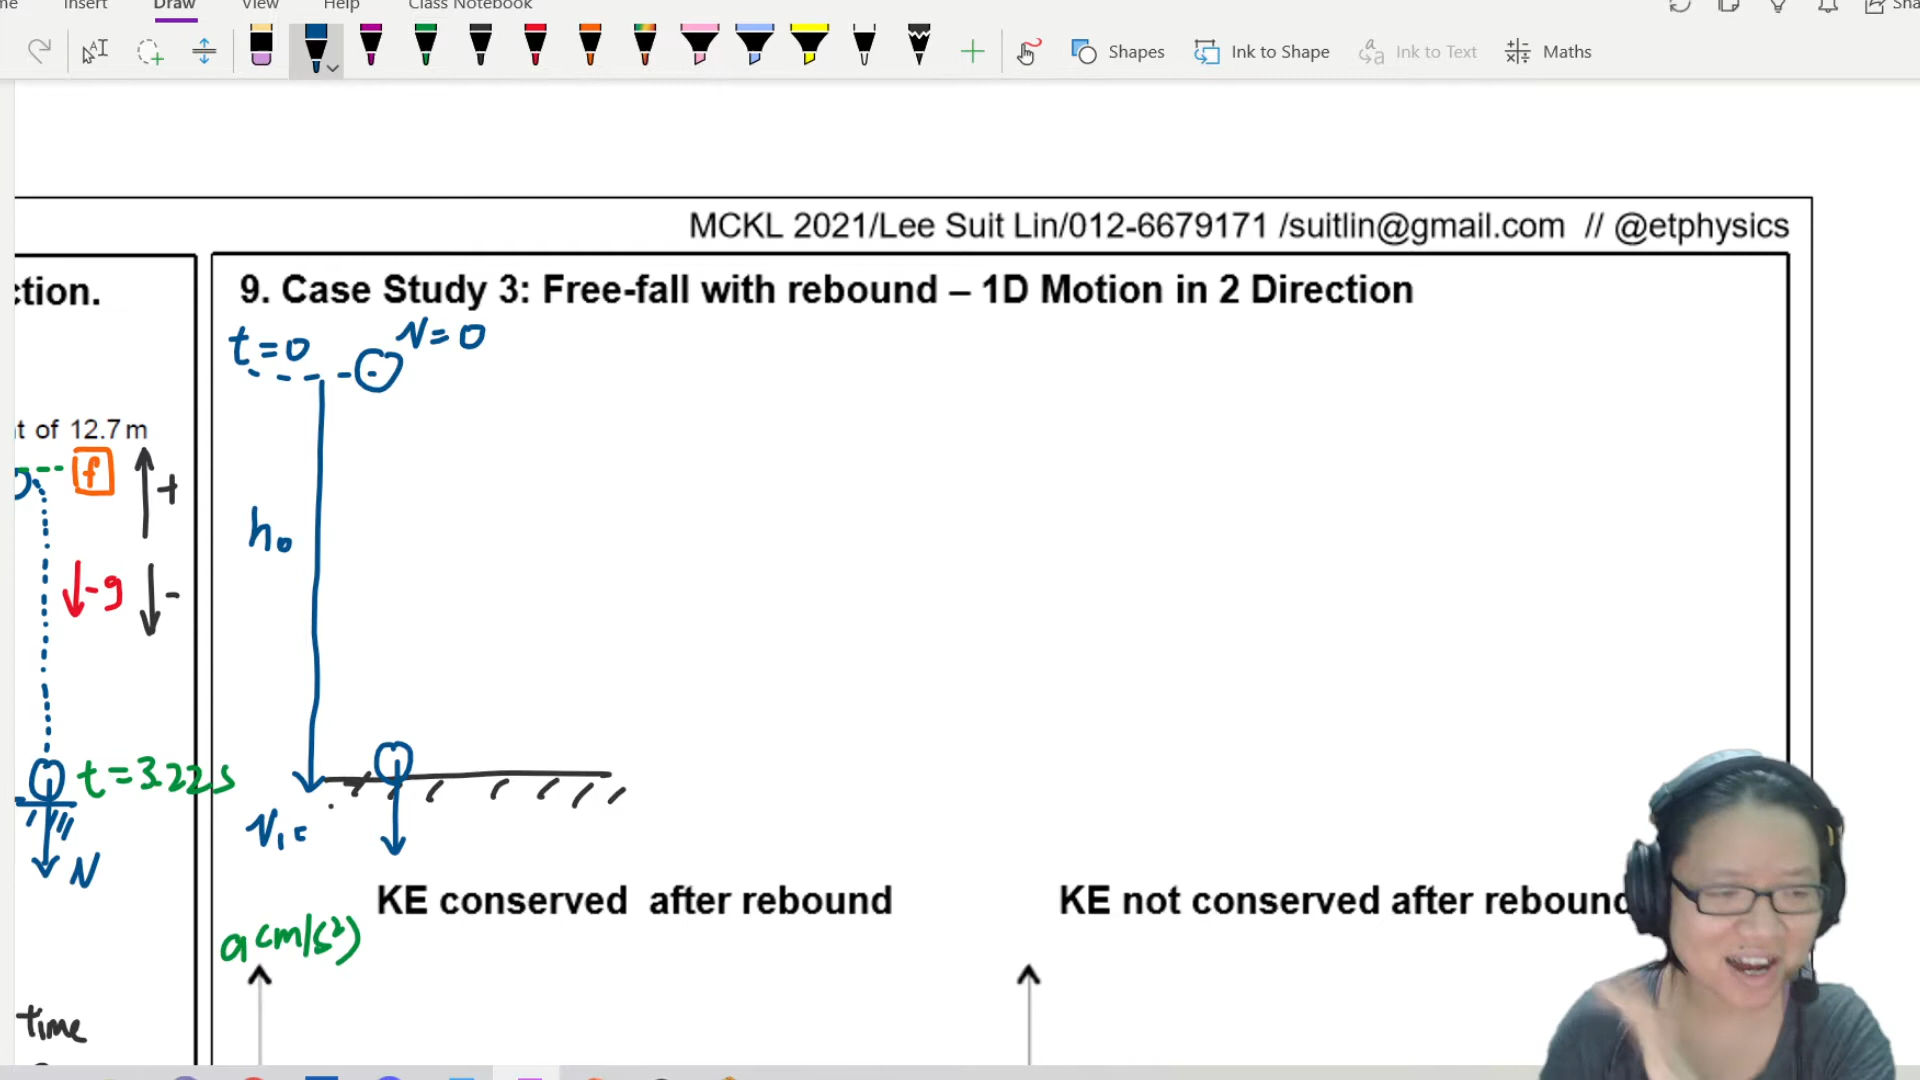 Insert Draw View Help Class Notebook
Shapes Ink to Shape Ink to Text Maths
MCKL 2021/Lee Suit Lin/012-6679171 /suitlin@gmail.com // @etphysics
9. Case Study 3: Free-fall with rebound – 1D Motion in 2 Direction
t=0 v=0
of 12.7 m
f
+
h₀
-g
-
t=3.22s
v₁=
v
KE conserved after rebound
KE not conserved after rebound
a(m/s²)
time